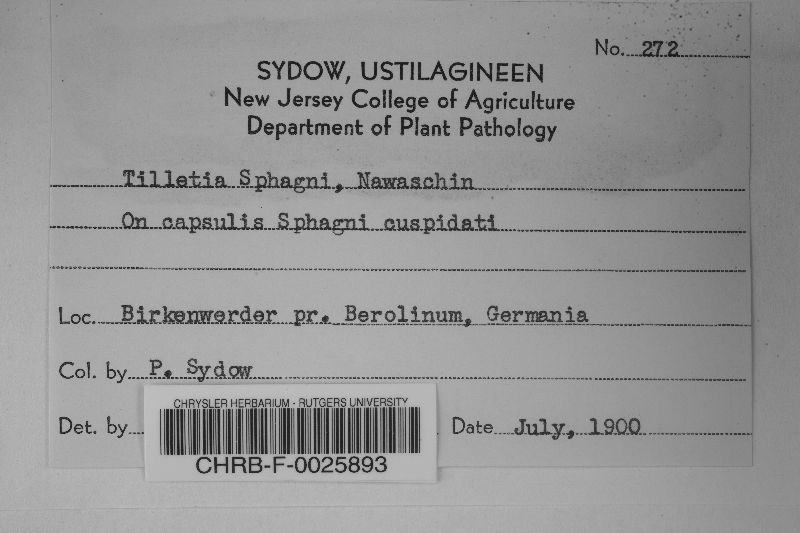 No. 272
SYDOW, USTILAGINEEN
New Jersey College of Agriculture
Department of Plant Pathology
Tilletia Sphagni, Nawaschin
On capsulis Sphagni cuspidati
Loc. Birkenwerder pr. Berolinum, Germania
Col. by P. Sydow
CHRYSLER HERBARIUM - RUTGERS UNIVERSITY
Det. by Date July, 1900
CHRB-F-0025893